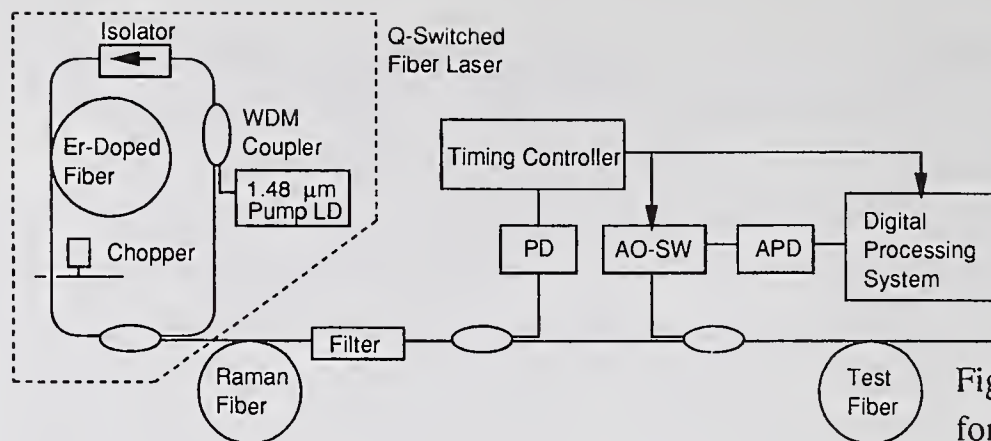 Isolator
Q-Switched
Fiber Laser
Er-Doped
Fiber
WDM
Coupler
1.48 μm
Pump LD
Chopper
Timing Controller
PD
AO-SW
APD
Digital
Processing
System
Filter
Raman
Fiber
Test
Fiber
Fig
for